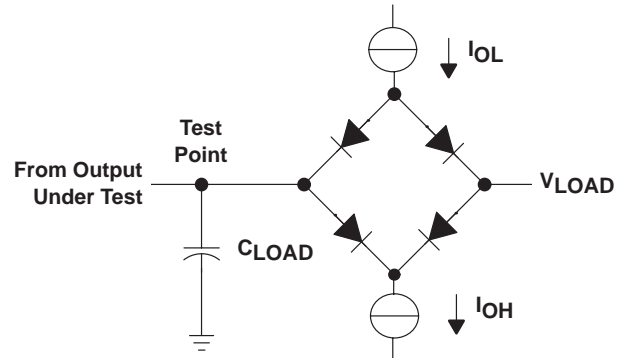 IOL
Test
Point
From Output
Under Test
VLOAD
CLOAD
IOH